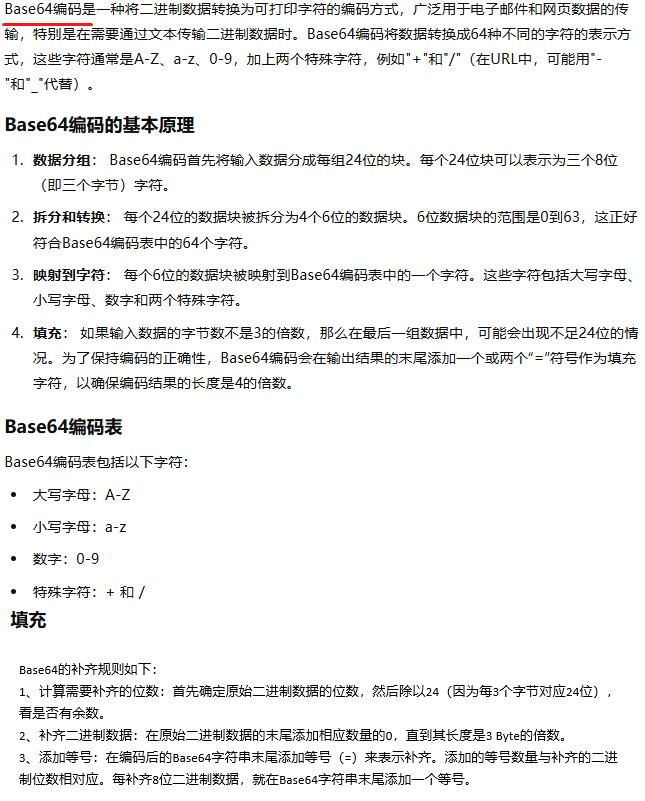 Base64编码是一种将二进制数据转换为可打印字符的编码方式，广泛用于电子邮件和网页数据的传
输，特别是在需要通过文本传输二进制数据时。Base64编码将数据转换成64种不同的字符的表示方
式，这些字符通常是A-Z、a-z、0-9，加上两个特殊字符，例如"+"和"/"（在URL中，可能用"-
"和"_"代替）。
Base64编码的基本原理
1. 数据分组： Base64编码首先将输入数据分成每组24位的块。每个24位块可以表示为三个8位
（即三个字节）字符。
2. 拆分和转换： 每个24位的数据块被拆分为4个6位的数据块。6位数据块的范围是0到63，这正好
符合Base64编码表中的64个字符。
3. 映射到字符： 每个6位的数据块被映射到Base64编码表中的一个字符。这些字符包括大写字母、
小写字母、数字和两个特殊字符。
4. 填充： 如果输入数据的字节数不是3的倍数，那么在最后一组数据中，可能会出现不足24位的情
况。为了保持编码的正确性，Base64编码会在输出结果的末尾添加一个或两个“=”符号作为填充
字符，以确保编码结果的长度是4的倍数。
Base64编码表
Base64编码表包括以下字符：
• 大写字母：A-Z
• 小写字母：a-z
• 数字：0-9
• 特殊字符：+ 和 /
填充
Base64的补齐规则如下：
1、计算需要补齐的位数：首先确定原始二进制数据的位数，然后除以24（因为每3个字节对应24位），
看是否有余数。
2、补齐二进制数据：在原始二进制数据的末尾添加相应数量的0，直到其长度是3 Byte的倍数。
3、添加等号：在编码后的Base64字符串末尾添加等号（=）来表示补齐。添加的等号数量与补齐的二进
制位数相对应。每补齐8位二进制数据，就在Base64字符串末尾添加一个等号。